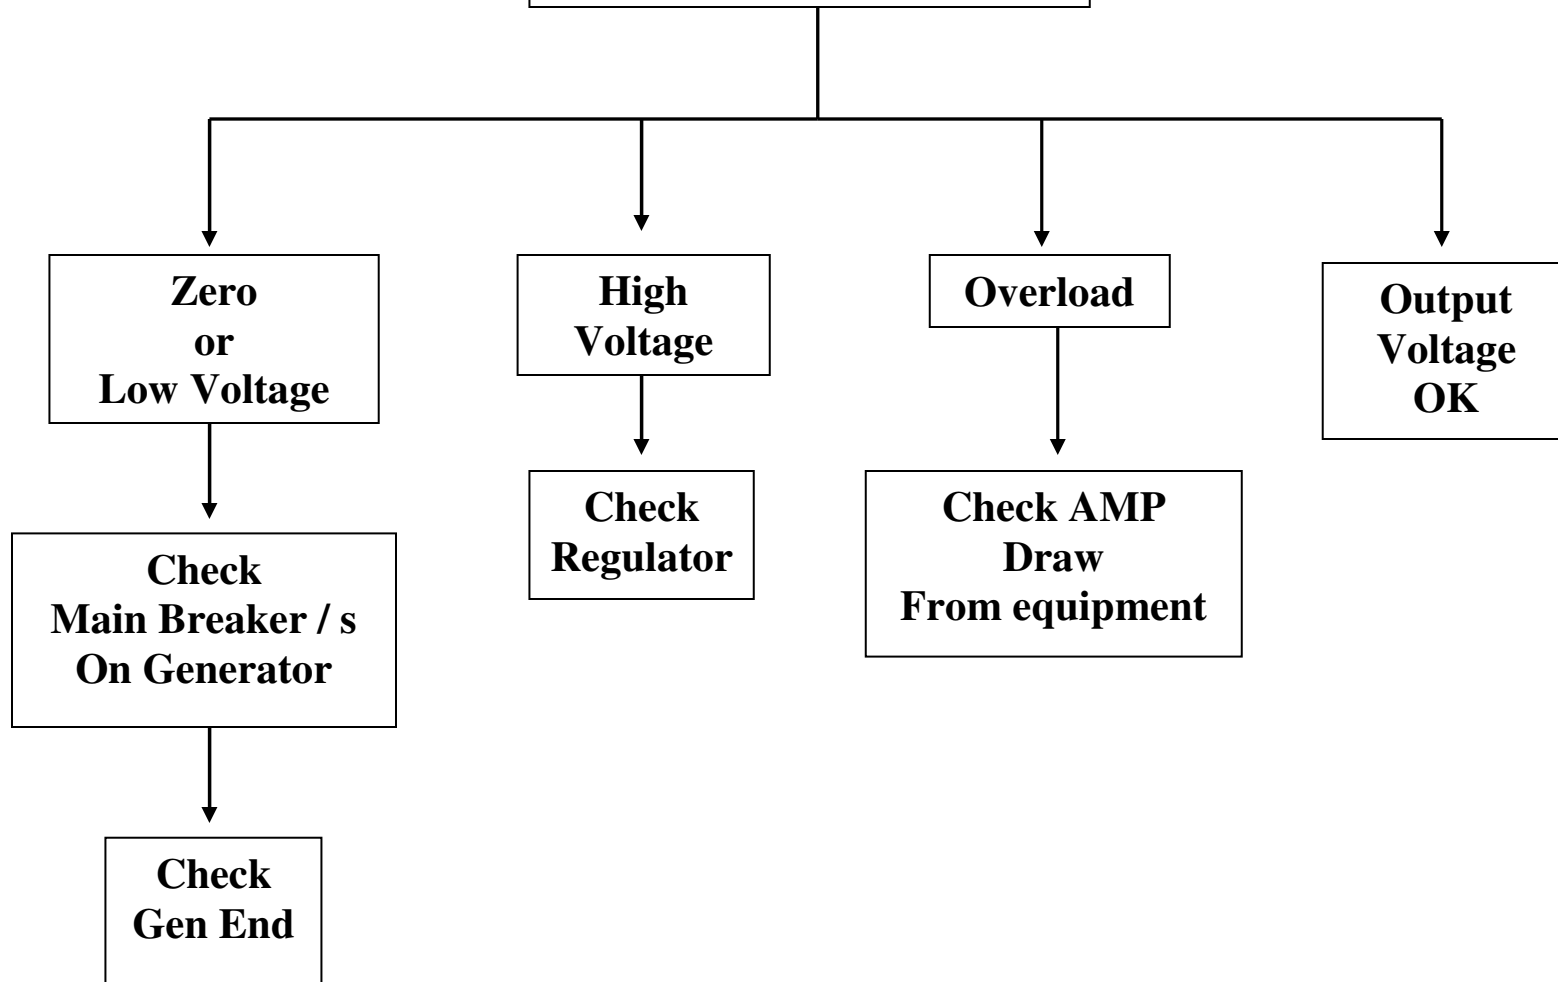 Zero
or
Low Voltage
High
Voltage
Overload
Output
Voltage
OK
Check
Main Breaker / s
On Generator
Check
Regulator
Check AMP
Draw
From equipment
Check
Gen End